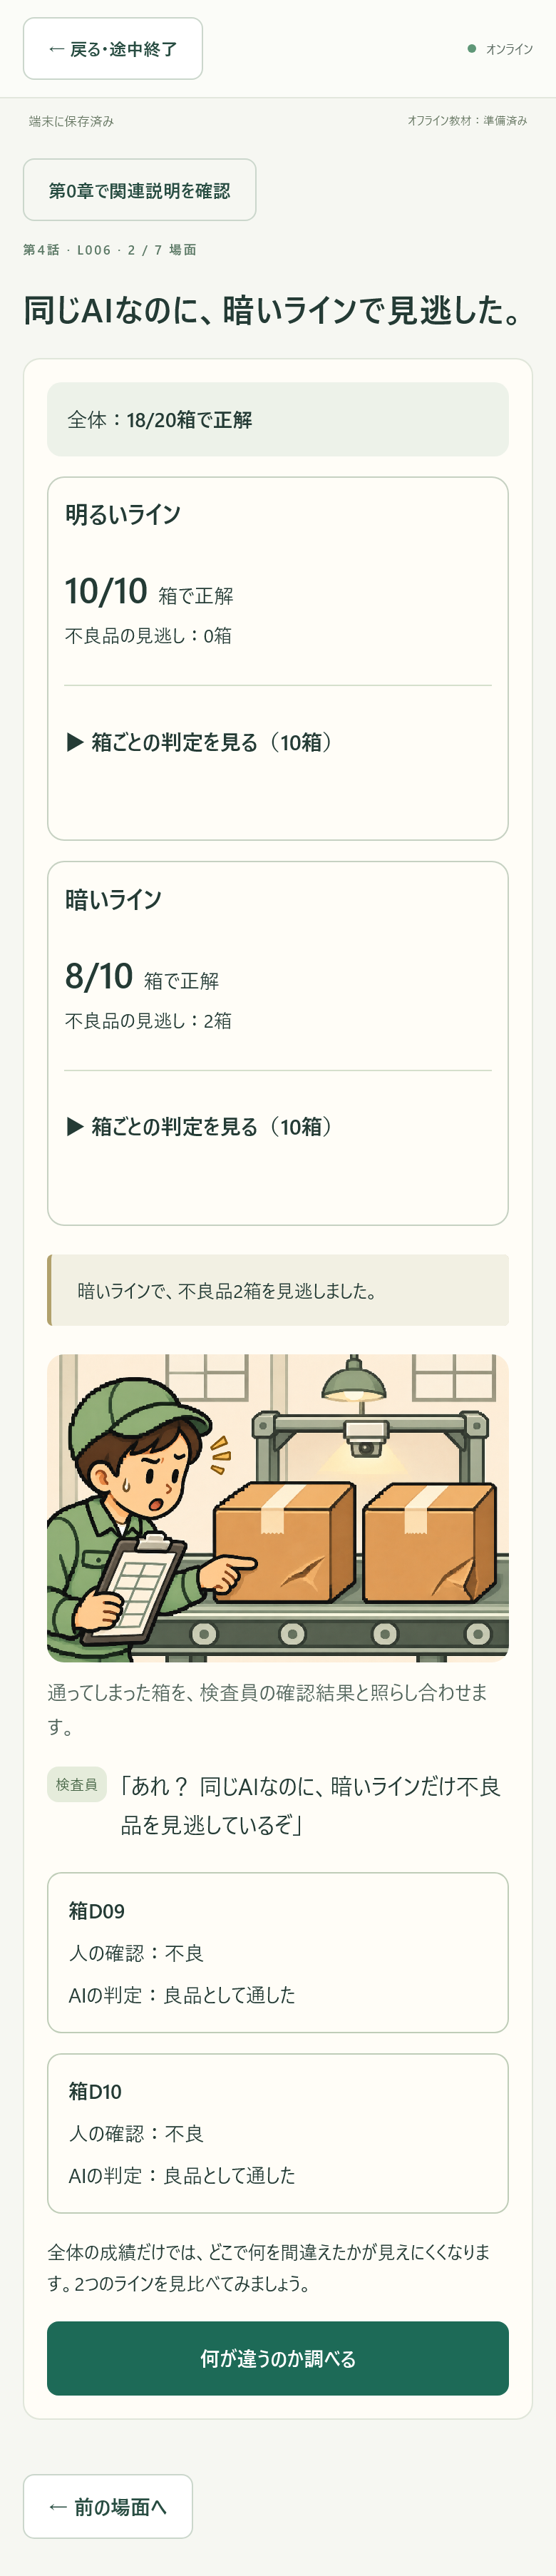 ← 戻る・途中終了
オンライン
端末に保存済み
オフライン教材：準備済み
第0章で関連説明を確認
第4話 · L006 · 2 / 7 場面
同じAIなのに、暗いラインで見逃した。
全体：18/20箱で正解
明るいライン
10/10 箱で正解
不良品の見逃し：0箱
▶ 箱ごとの判定を見る（10箱）
暗いライン
8/10 箱で正解
不良品の見逃し：2箱
▶ 箱ごとの判定を見る（10箱）
暗いラインで、不良品2箱を見逃しました。
通ってしまった箱を、検査員の確認結果と照らし合わせま
す。
検査員
「あれ？ 同じAIなのに、暗いラインだけ不良
品を見逃しているぞ」
箱D09
人の確認：不良
AIの判定：良品として通した
箱D10
人の確認：不良
AIの判定：良品として通した
全体の成績だけでは、どこで何を間違えたかが見えにくくなりま
す。2つのラインを見比べてみましょう。
何が違うのか調べる
← 前の場面へ